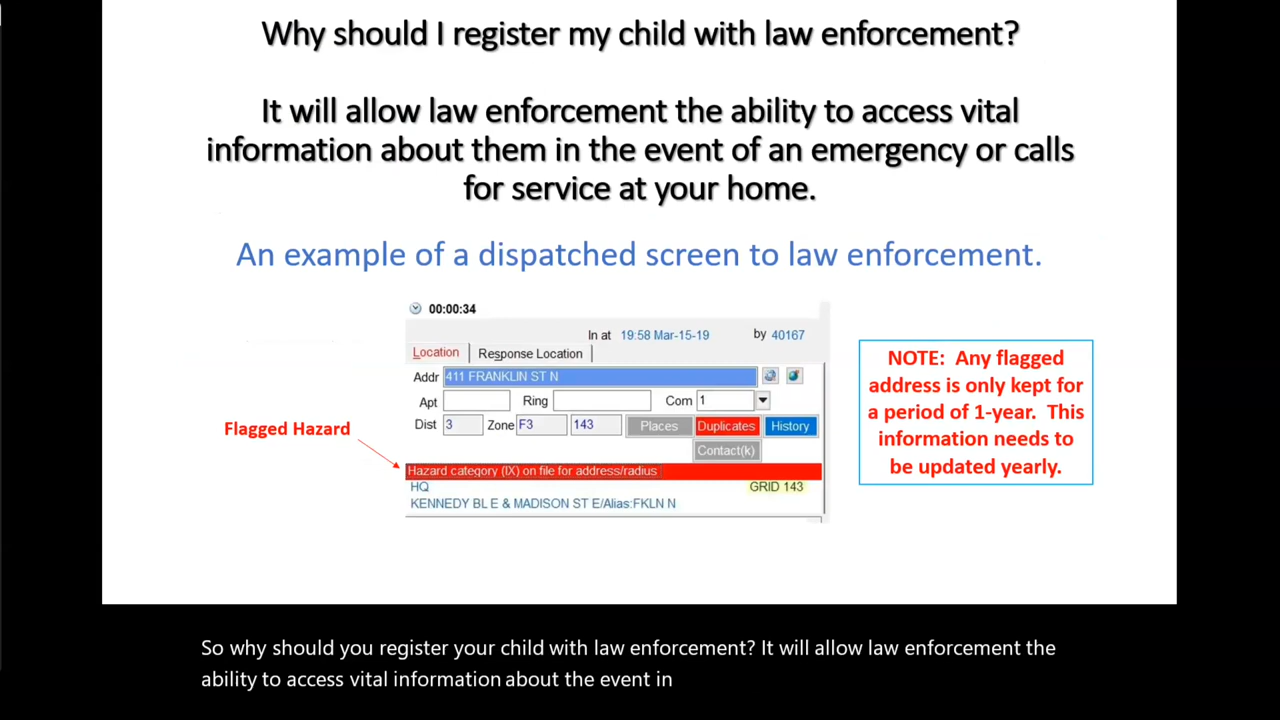 Why should I register my child with law enforcement?
It will allow law enforcement the ability to access vital
information about them in the event of an emergency or calls
for service at your home.
An example of a dispatched screen to law enforcement.
00:00:34
In at 19:58 Mar-15-19 by 40167
Location Response Location
Addr 411 FRANKLIN ST N
Apt Ring Com 1
Dist 3 Zone F3 143 Places Duplicates History
Contact(k)
Flagged Hazard
Hazard category (IX) on file for address/radius
HQ GRID 143
KENNEDY BL E & MADISON ST E/Alias:FKLN N
NOTE: Any flagged
address is only kept for
a period of 1-year. This
information needs to
be updated yearly.
So why should you register your child with law enforcement? It will allow law enforcement the
ability to access vital information about the event in